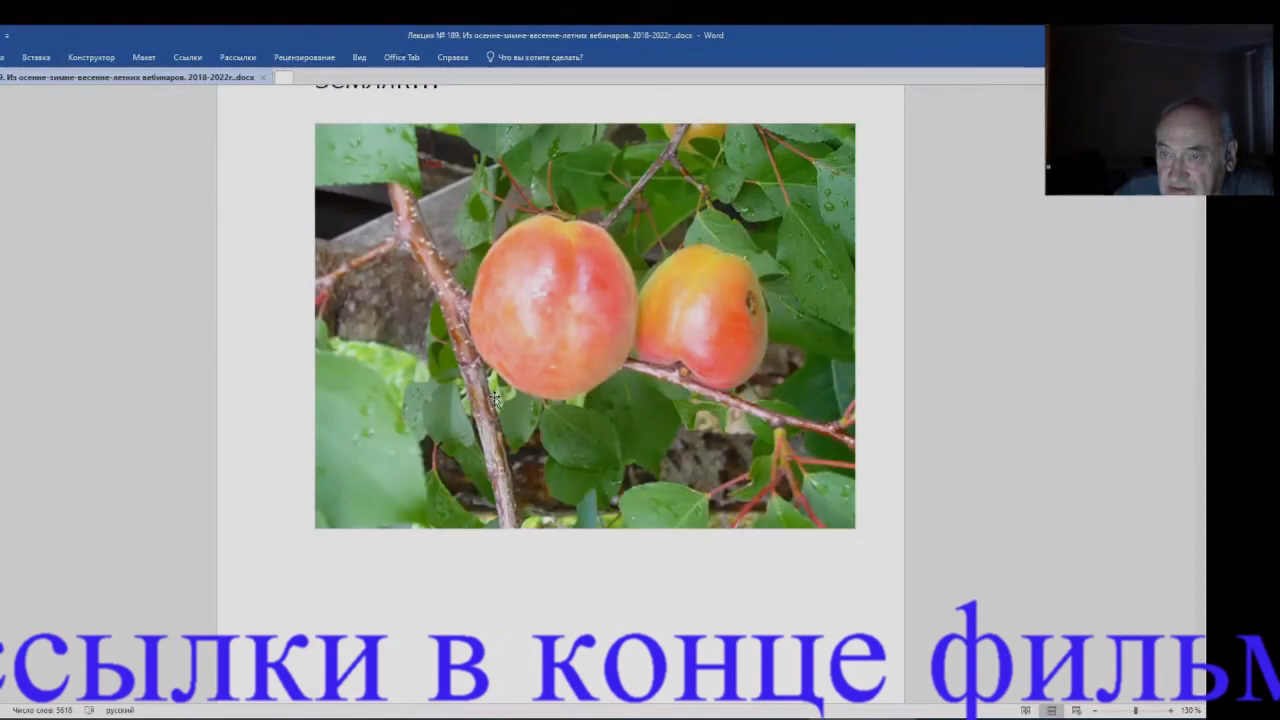 Лекция № 189. Из осенне-зимне-весенне-летних вебинаров. 2018-2022г..docx - Word
Вставка Конструктор Макет Ссылки Рассылки Рецензирование Вид Office Tab Справка Что вы хотите сделать?
9. Из осенне-зимне-весенне-летних вебинаров. 2018-2022г..docx
ссылки в конце фильм
Число слов: 5618 русский 130%